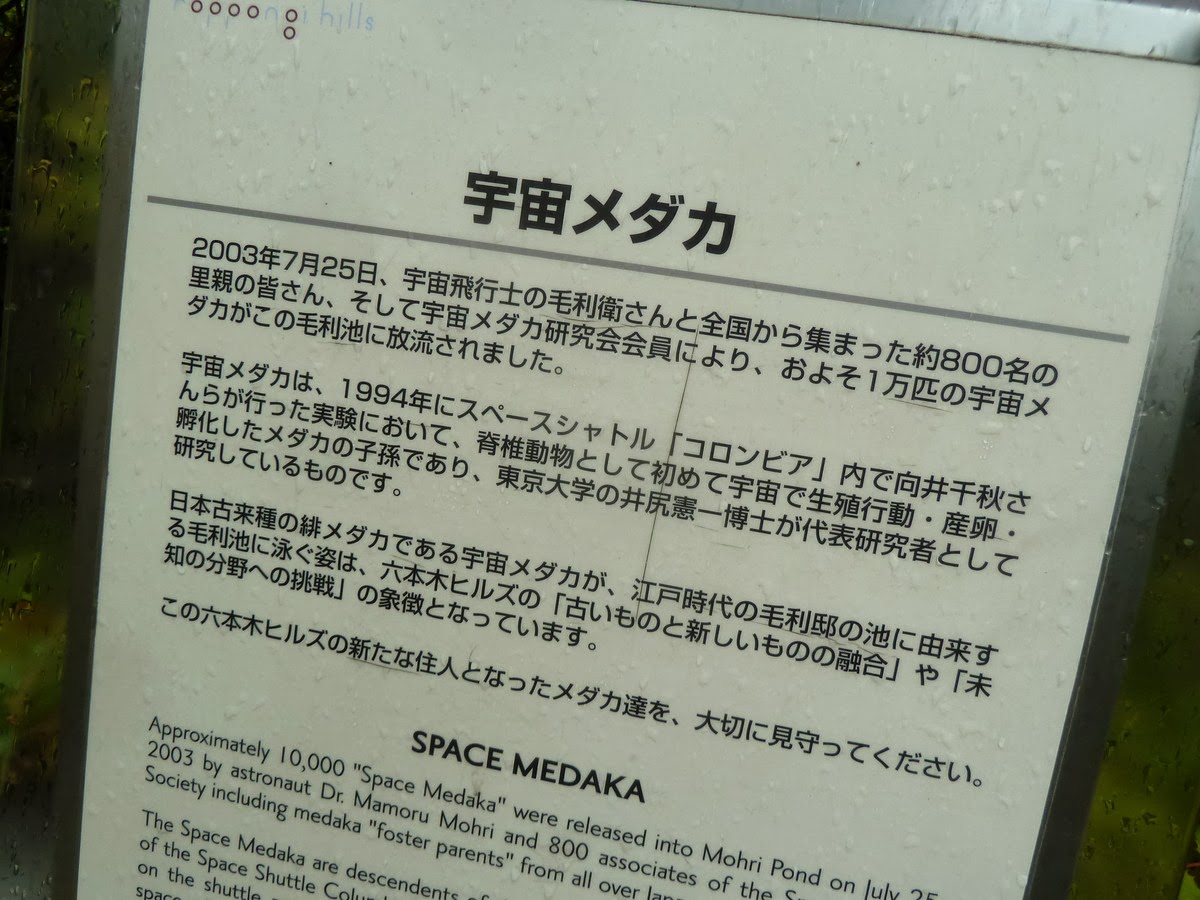 roppongi hills
宇宙メダカ
2003年7月25日、宇宙飛行士の毛利衛さんと全国から集まった約800名の
里親の皆さん、そして宇宙メダカ研究会会員により、およそ1万匹の宇宙メ
ダカがこの毛利池に放流されました。
宇宙メダカは、1994年にスペースシャトル「コロンビア」内で向井千秋さ
んらが行った実験において、脊椎動物として初めて宇宙で生殖行動・産卵・
孵化したメダカの子孫であり、東京大学の井尻憲一博士が代表研究者として
研究しているものです。
日本古来種の緋メダカである宇宙メダカが、江戸時代の毛利邸の池に由来す
る毛利池に泳ぐ姿は、六本木ヒルズの「古いものと新しいものの融合」や「未
知の分野への挑戦」の象徴となっています。
この六本木ヒルズの新たな住人となったメダカ達を、大切に見守ってください。
SPACE MEDAKA
Approximately 10,000 "Space Medaka" were released into Mohri Pond on July 25
2003 by astronaut Dr. Mamoru Mohri and 800 associates of the
Society including medaka "foster parents" from all over
The Space Medaka are descendents
of the Space Shuttle
on the shuttle
space